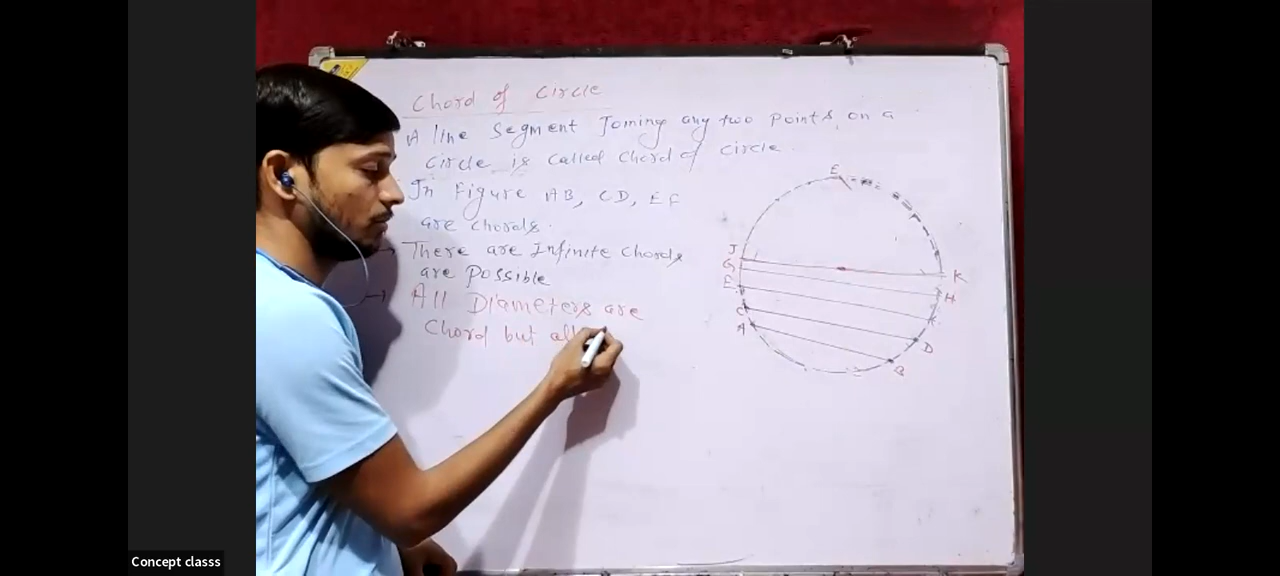 Chord of Circle
A line Segment Joining any two points on a
Circle is called Chord of Circle.
In Figure AB, CD, EF
are chords.
There are Infinite chords
are possible
All Diameters are
Chord but all
E
J
G
E
C
A
K
H
D
B
Concept classs